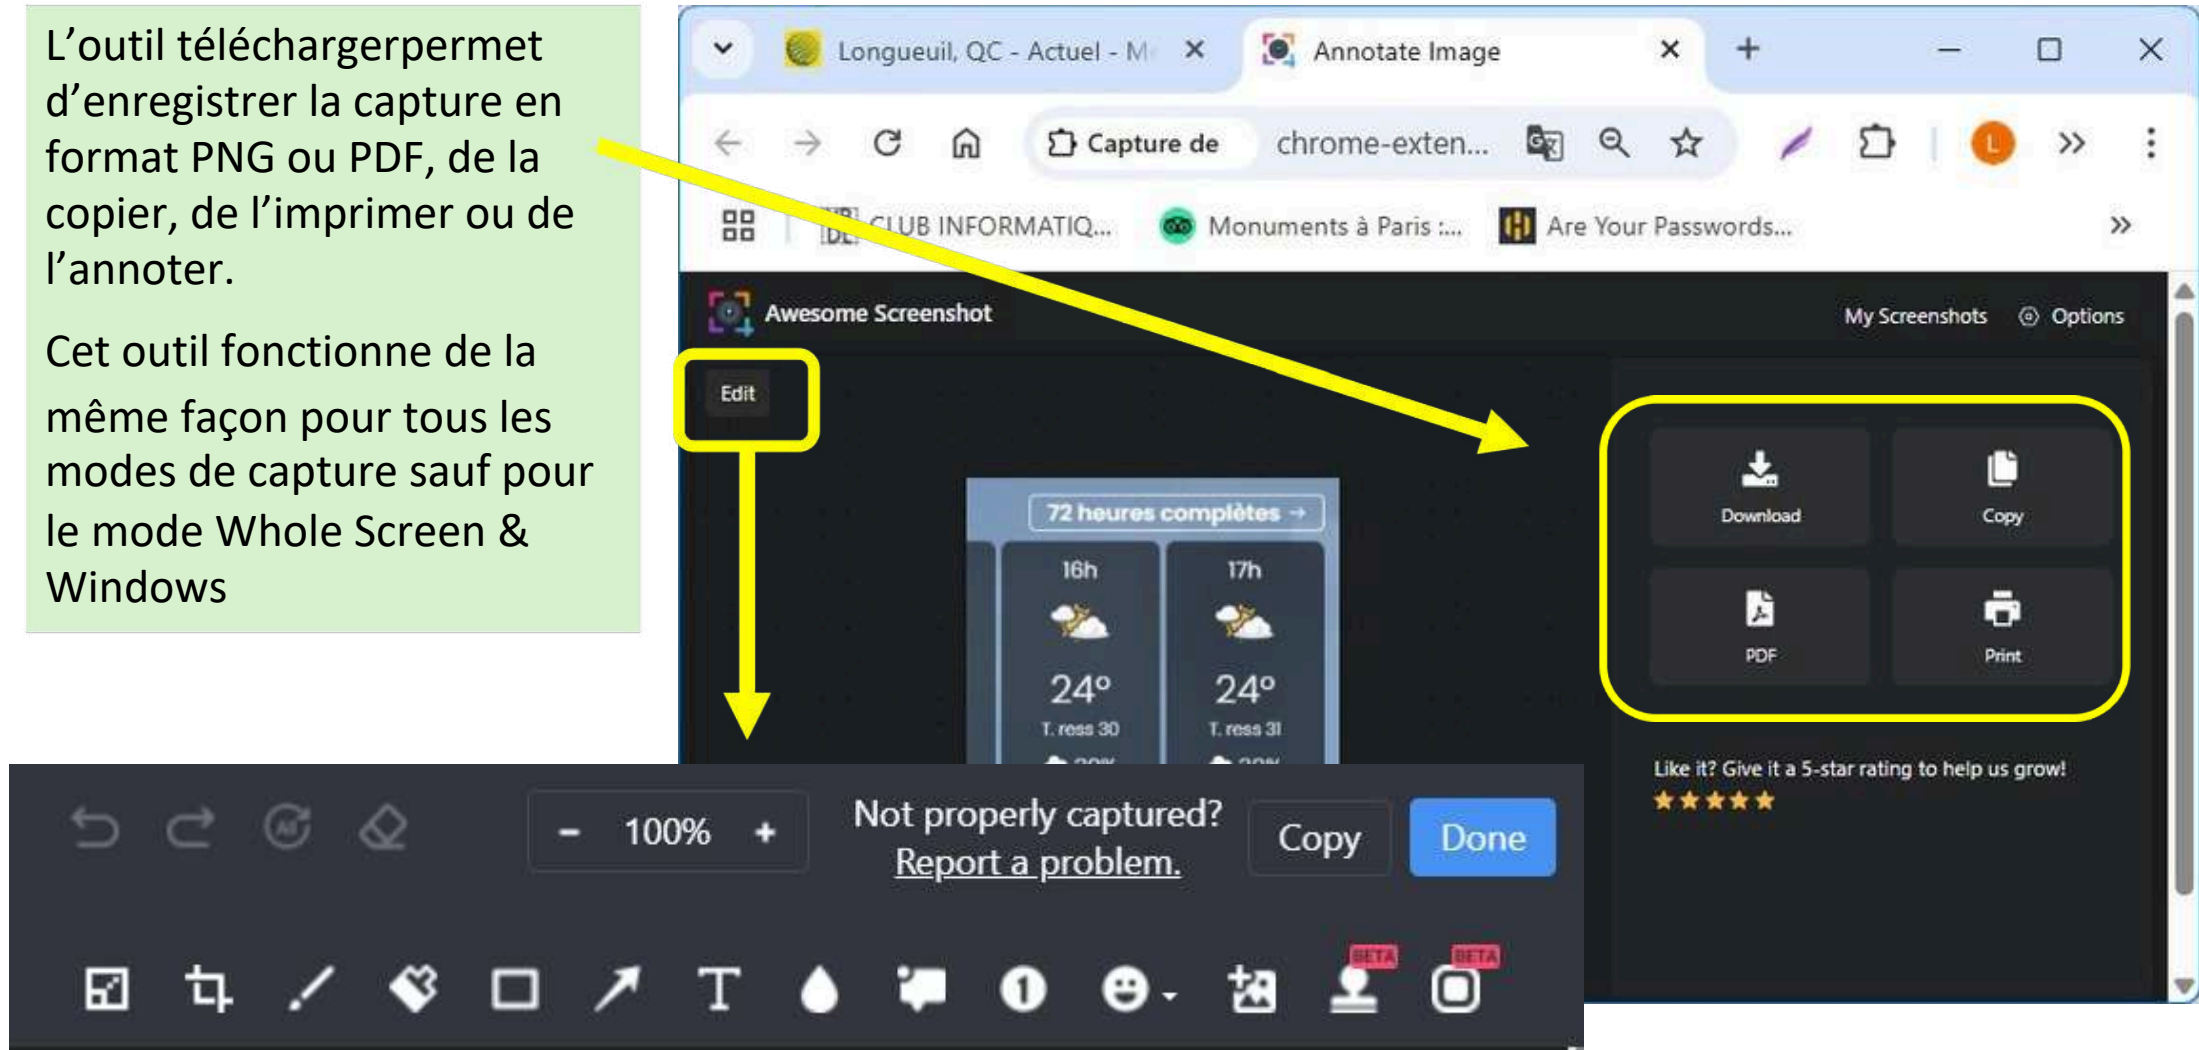 L’outil téléchargerpermet
d’enregistrer la capture en
format PNG ou PDF, de la
copier, de l’imprimer ou de
l’annoter.
Cet outil fonctionne de la
même façon pour tous les
modes de capture sauf pour
le mode Whole Screen &
Windows
Longueuil, QC - Actuel - M
Annotate Image
Capture de
chrome-exten...
L
CLUB INFORMATIQ...
Monuments à Paris :...
Are Your Passwords...
Awesome Screenshot
My Screenshots
Options
Edit
72 heures complètes →
16h
17h
24°
24°
T. ress 30
T. ress 31
Download
Copy
PDF
Print
Like it? Give it a 5-star rating to help us grow!
- 100% +
Not properly captured?
Report a problem.
Copy
Done
T
1
BETA
BETA